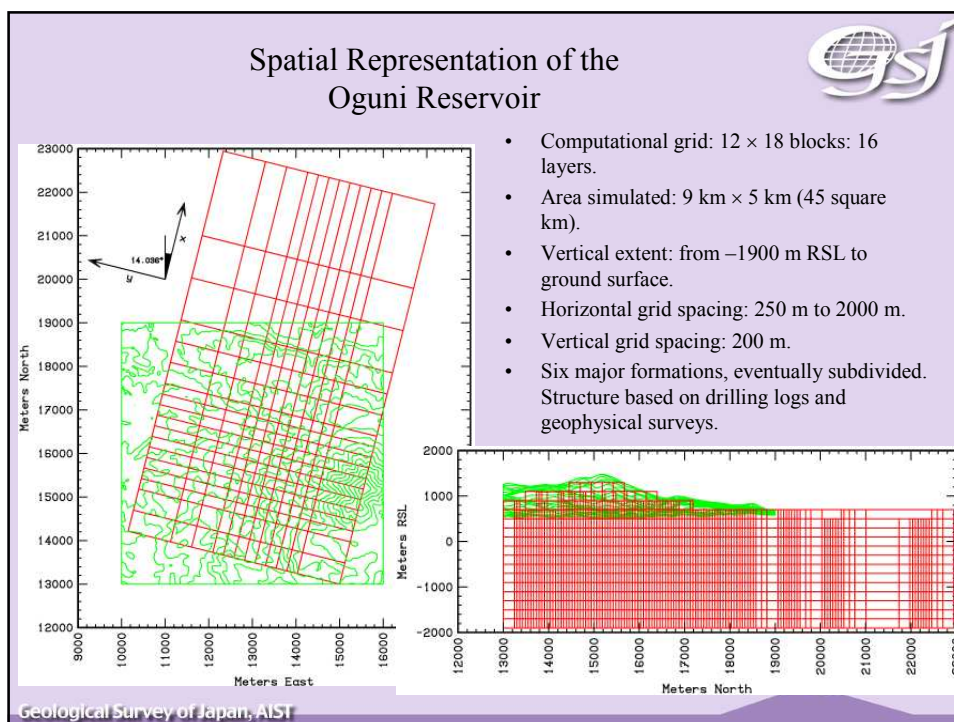 Spatial Representation of the
Oguni Reservoir
GSJ
• Computational grid: 12 × 18 blocks: 16
layers.
• Area simulated: 9 km × 5 km (45 square
km).
• Vertical extent: from –1900 m RSL to
ground surface.
• Horizontal grid spacing: 250 m to 2000 m.
• Vertical grid spacing: 200 m.
• Six major formations, eventually subdivided.
Structure based on drilling logs and
geophysical surveys.
23000
22000
21000
20000
19000
18000
17000
16000
15000
14000
13000
12000
Meters North
14.036°
x
y
9000
10000
11000
12000
13000
14000
15000
16000
Meters East
2000
1000
0
-1000
-2000
Meters RSL
12000
13000
14000
15000
16000
17000
18000
19000
20000
21000
22000
Meters North
Geological Survey of Japan, AIST